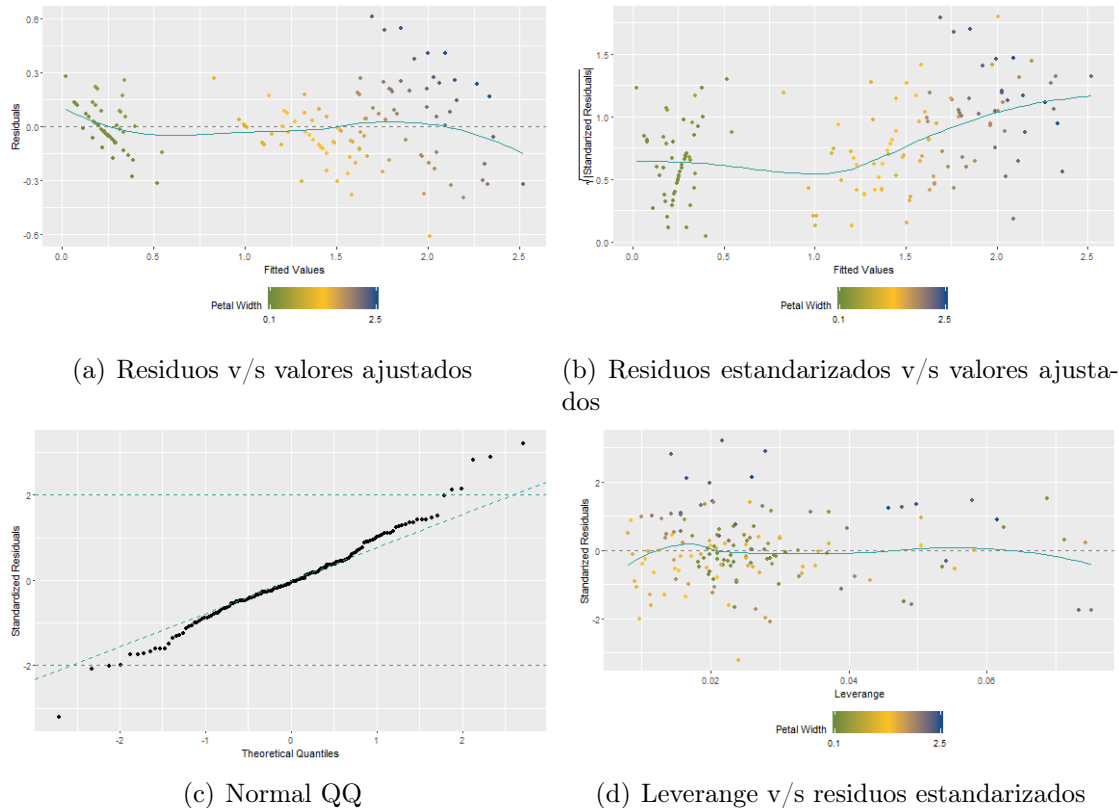 0.6
0.3
0.0
-0.3
-0.6
Residuals
0.0
0.5
1.0
1.5
2.0
2.5
Fitted Values
Petal Width
0.1
2.5
(a) Residuos v/s valores ajustados
1.5
1.0
0.5
0.0
√|Standarized Residuals|
0.0
0.5
1.0
1.5
2.0
2.5
Fitted Values
Petal Width
0.1
2.5
(b) Residuos estandarizados v/s valores ajusta-
dos
2
0
-2
Standardized Residuals
-2
-1
0
1
2
Theoretical Quantiles
(c) Normal QQ
2
0
-2
Standarized Residuals
0.02
0.04
0.06
Leverange
Petal Width
0.1
2.5
(d) Leverange v/s residuos estandarizados